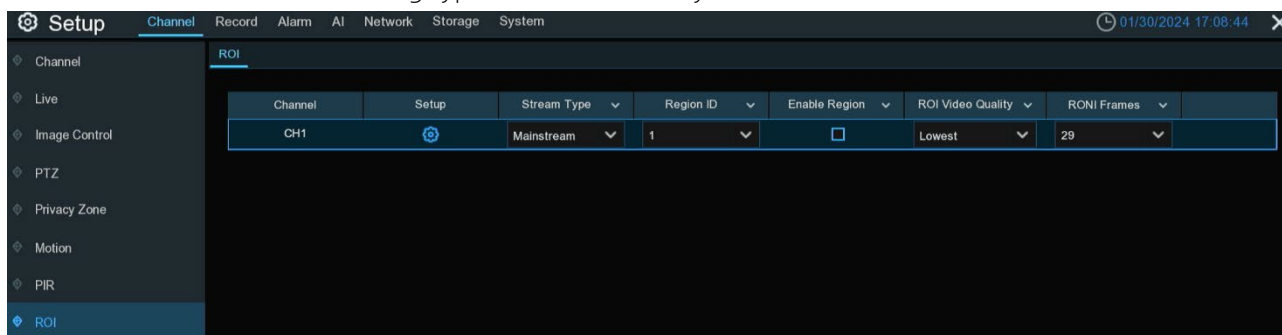 Setup Channel Record Alarm AI Network Storage System 01/30/2024 17:08:44
Channel
ROI
Live
Channel Setup Stream Type Region ID Enable Region ROI Video Quality RONI Frames
Image Control
CH1 Mainstream 1 Lowest 29
PTZ
Privacy Zone
Motion
PIR
ROI